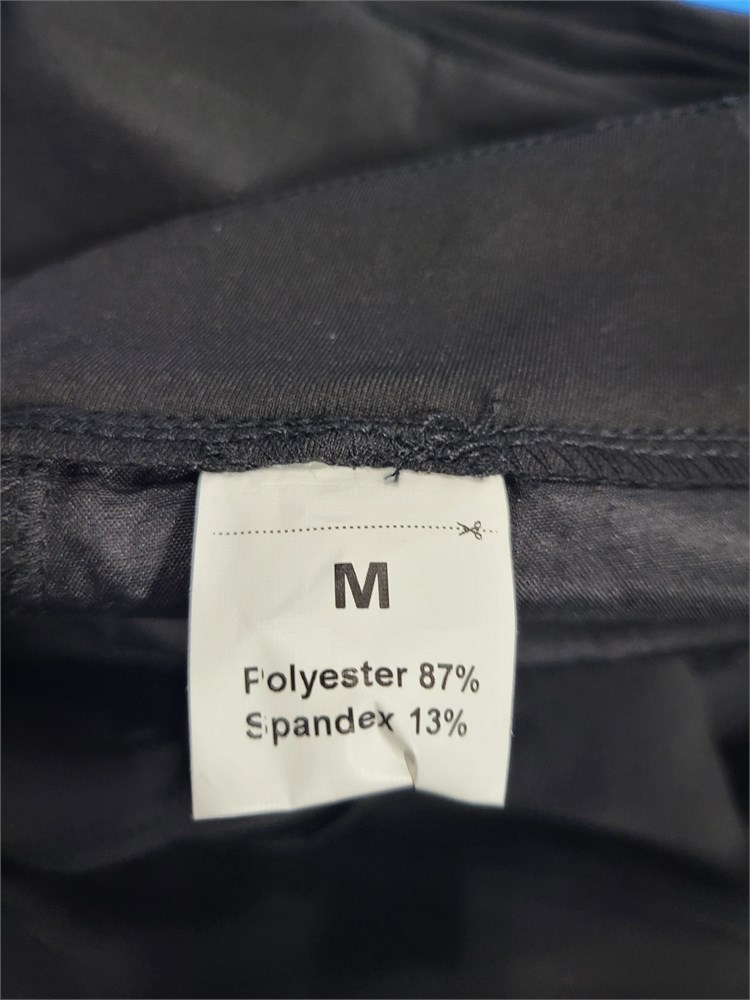 M
Polyester 87%
Spandex 13%